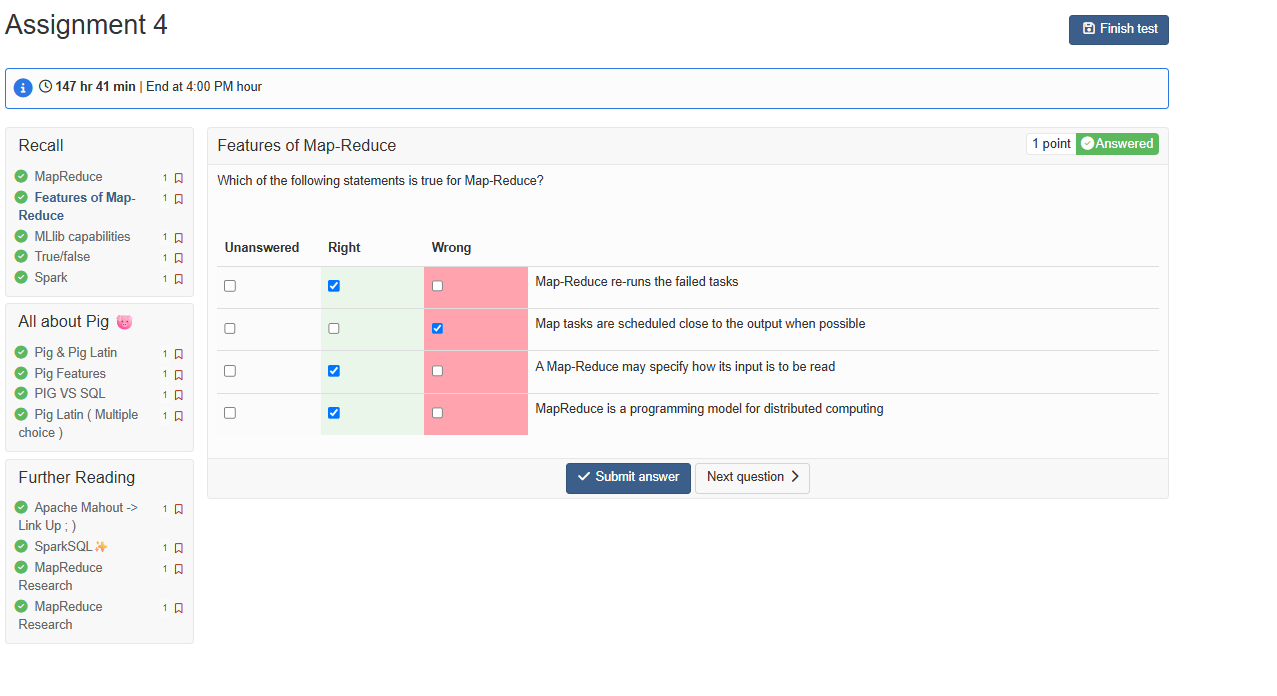 Assignment 4
Finish test
147 hr 41 min | End at 4:00 PM hour
Recall
MapReduce 1
Features of Map- 1
Reduce
MLlib capabilities 1
True/false 1
Spark 1
All about Pig 🐷
Pig & Pig Latin 1
Pig Features 1
PIG VS SQL 1
Pig Latin ( Multiple 1
choice )
Further Reading
Apache Mahout -> 1
Link Up ; )
SparkSQL✨ 1
MapReduce 1
Research
MapReduce 1
Research
Features of Map-Reduce
1 point Answered
Which of the following statements is true for Map-Reduce?
Unanswered Right Wrong
Map-Reduce re-runs the failed tasks
Map tasks are scheduled close to the output when possible
A Map-Reduce may specify how its input is to be read
MapReduce is a programming model for distributed computing
Submit answer
Next question